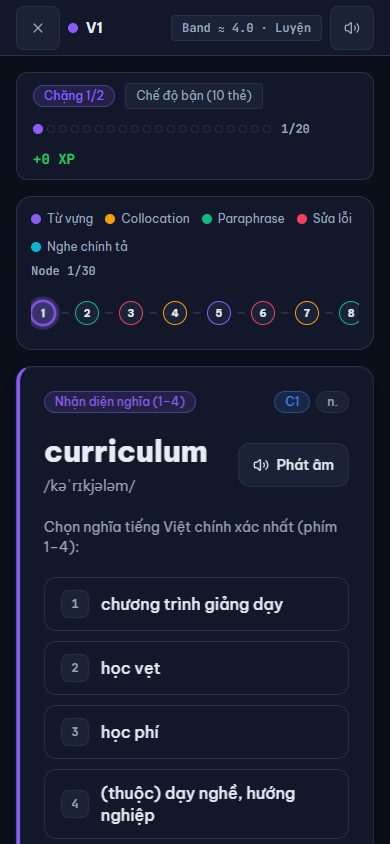 V1
Band ≈ 4.0 · Luyện
Chặng 1/2
Chế độ bận (10 thẻ)
1/20
+0 XP
Từ vựng
Collocation
Paraphrase
Sửa lỗi
Nghe chính tả
Node 1/30
1 2 3 4 5 6 7 8
Nhận diện nghĩa (1–4)
C1
n.
curriculum
Phát âm
/kəˈrɪkjələm/
Chọn nghĩa tiếng Việt chính xác nhất (phím
1–4):
1 chương trình giảng dạy
2 học vẹt
3 học phí
4 (thuộc) dạy nghề, hướng
nghiệp